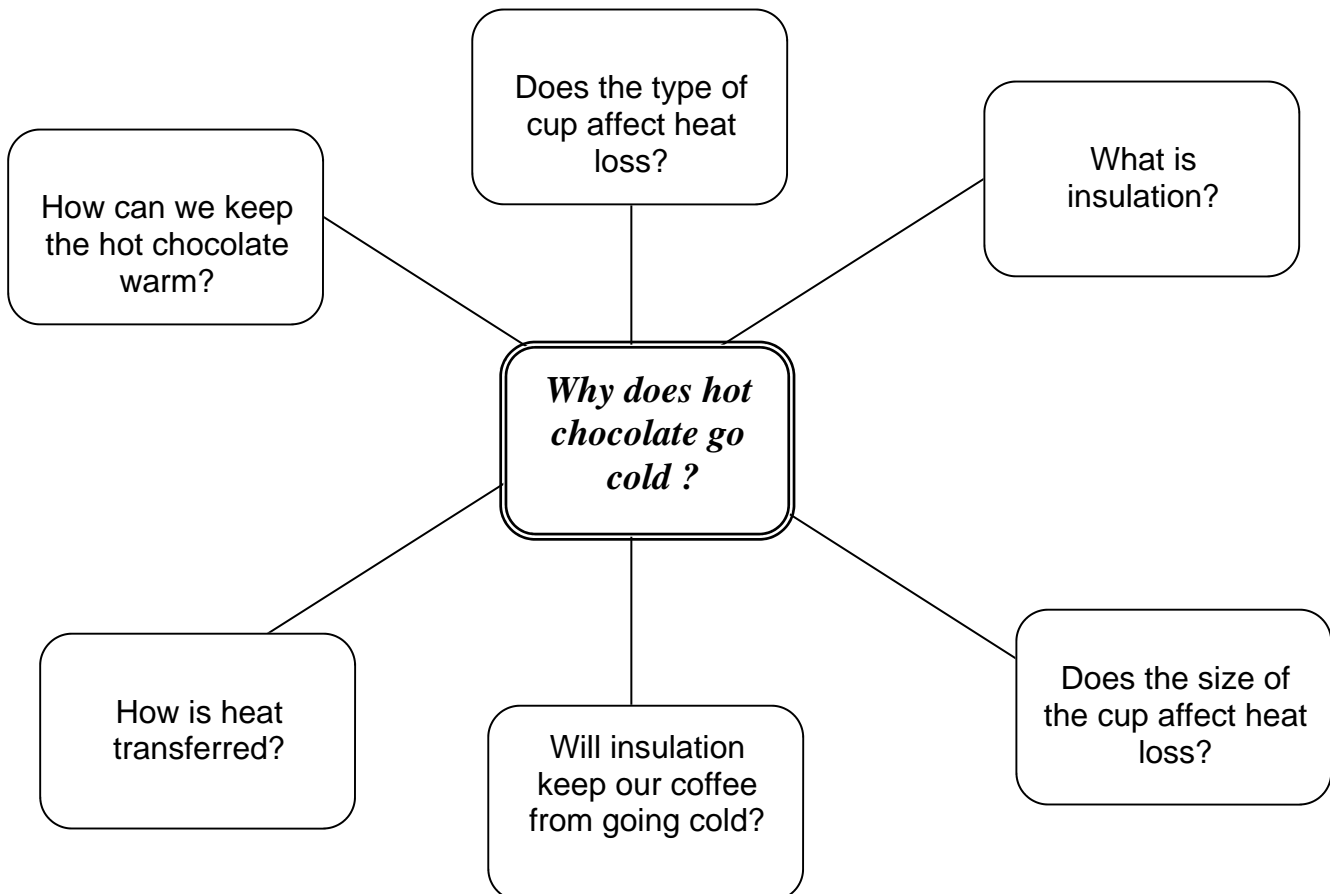 Does the type of
cup affect heat
loss?
What is
insulation?
How can we keep
the hot chocolate
warm?
Why does hot
chocolate go
cold ?
How is heat
transferred?
Will insulation
keep our coffee
from going cold?
Does the size of
the cup affect heat
loss?